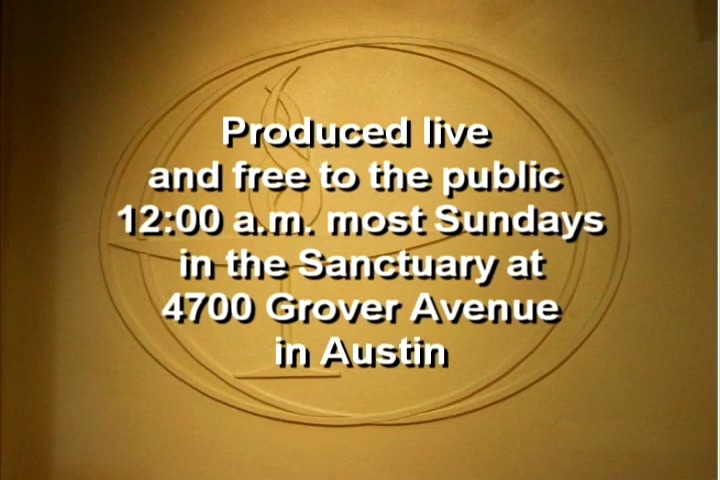 Produced live
and free to the public
12:00 a.m. most Sundays
in the Sanctuary at
4700 Grover Avenue
in Austin